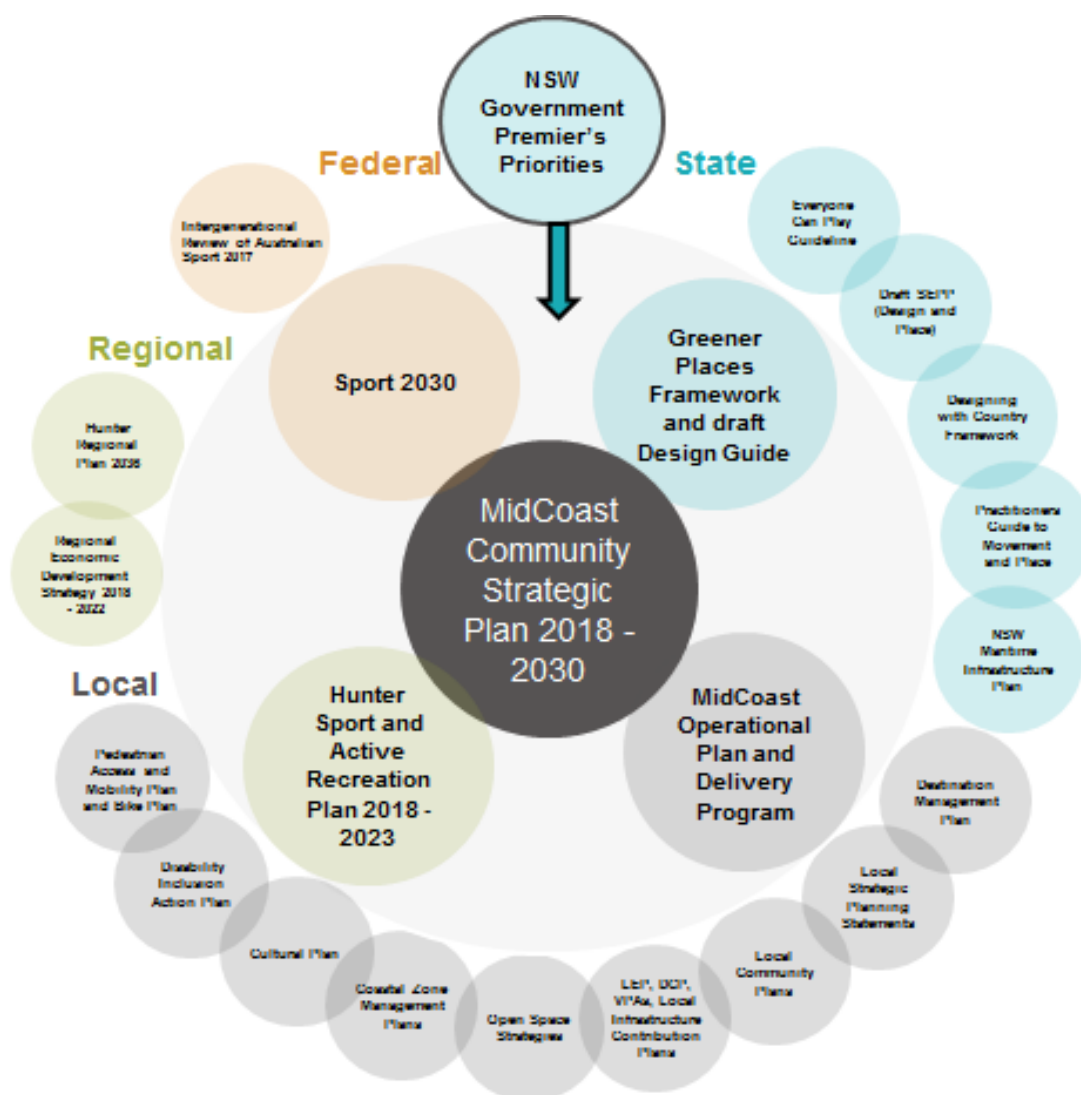 NSW
Government
Premier's
Priorities
Federal
State
Intergenerational
Review of Australian
Sport 2017
Everyone
Can Play
Guideline
Draft SEPP
(Design and
Place)
Regional
Sport 2030
Greener
Places
Framework
and draft
Design Guide
Hunter
Regional
Plan 2036
Designing
with Country
Framework
Regional
Economic
Development
Strategy 2018
- 2022
MidCoast
Community
Strategic
Plan 2018 -
2030
Practitioners
Guide to
Movement
and Place
NSW
Maritime
Infrastructure
Plan
Local
Hunter
Sport and
Active
Recreation
Plan 2018 -
2023
MidCoast
Operational
Plan and
Delivery
Program
Pedestrian
Access and
Mobility Plan
and Bike Plan
Destination
Management
Plan
Disability
Inclusion
Action Plan
Local
Strategic
Planning
Statements
Cultural Plan
Local
Community
Plans
Coastal Zone
Management
Plans
Open Space
Strategies
LEP, DCP,
VPAs, Local
Infrastructure
Contribution
Plans